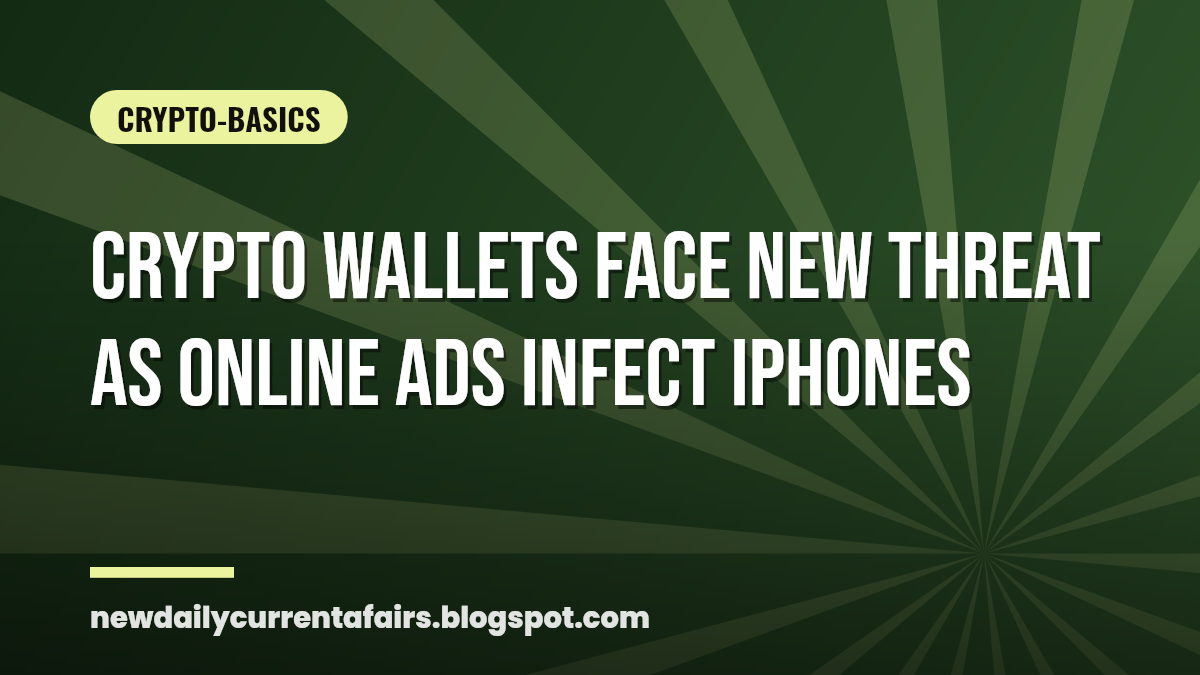 CRYPTO-BASICS
CRYPTO WALLETS FACE NEW THREAT
AS ONLINE ADS INFECT IPHONES
newdailycurrentafairs.blogspot.com